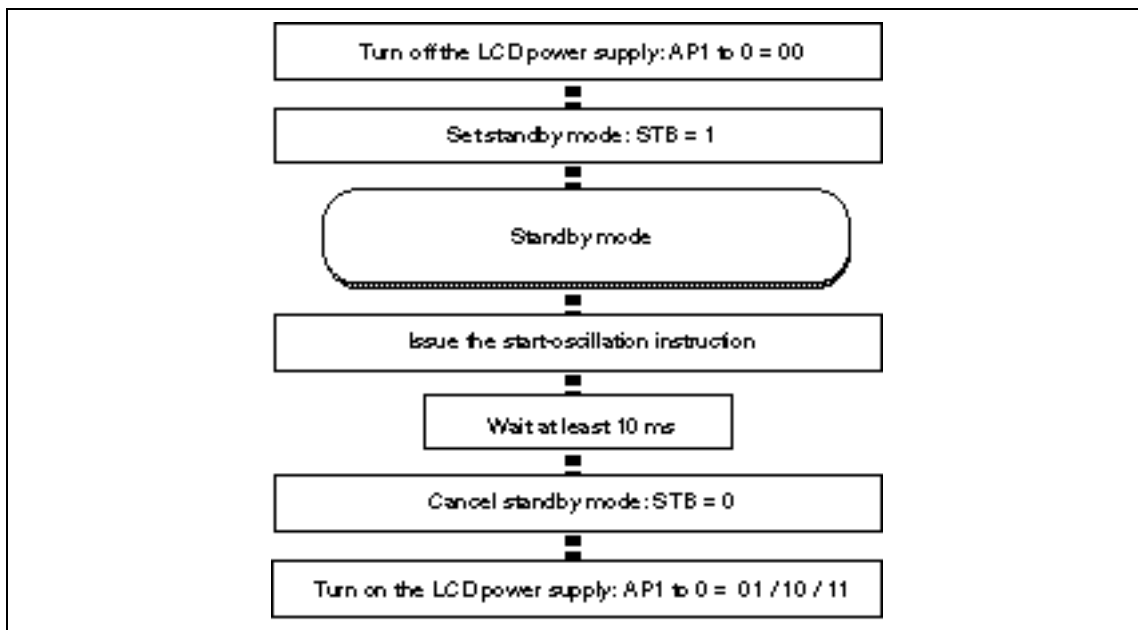 Turn off the LCD power supply: AP1 to 0 = 00
Set standby mode: STB = 1
Standby mode
Issue the start-oscillation instruction
Wait at least 10 ms
Cancel standby mode: STB = 0
Turn on the LCD power supply: AP1 to 0 = 01 / 10 / 11